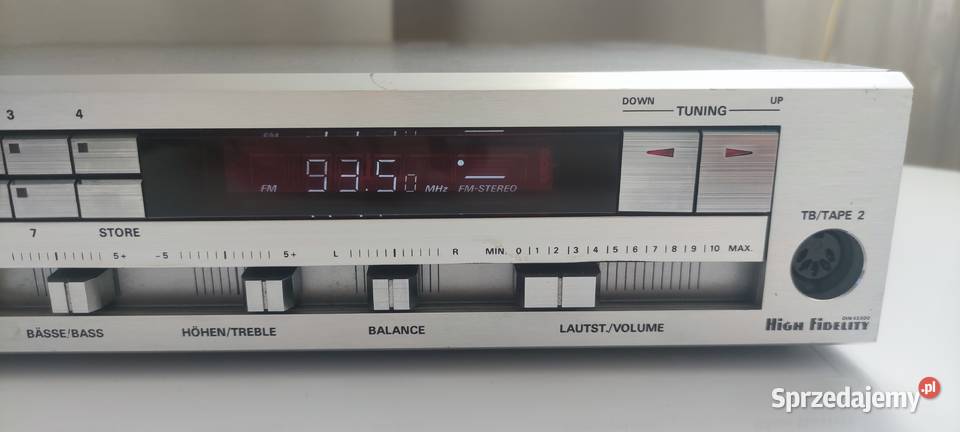 DOWN TUNING UP
3 4
FM 93.50 MHz FM-STEREO
TB/TAPE 2
7 STORE
5+ -5 5+ L R MIN. 0 1 2 3 4 5 6 7 8 9 10 MAX.
BÄSSE/BASS HÖHEN/TREBLE BALANCE LAUTST./VOLUME
DIN 45500
HIGH FIDELITY
Sprzedajemy.pl